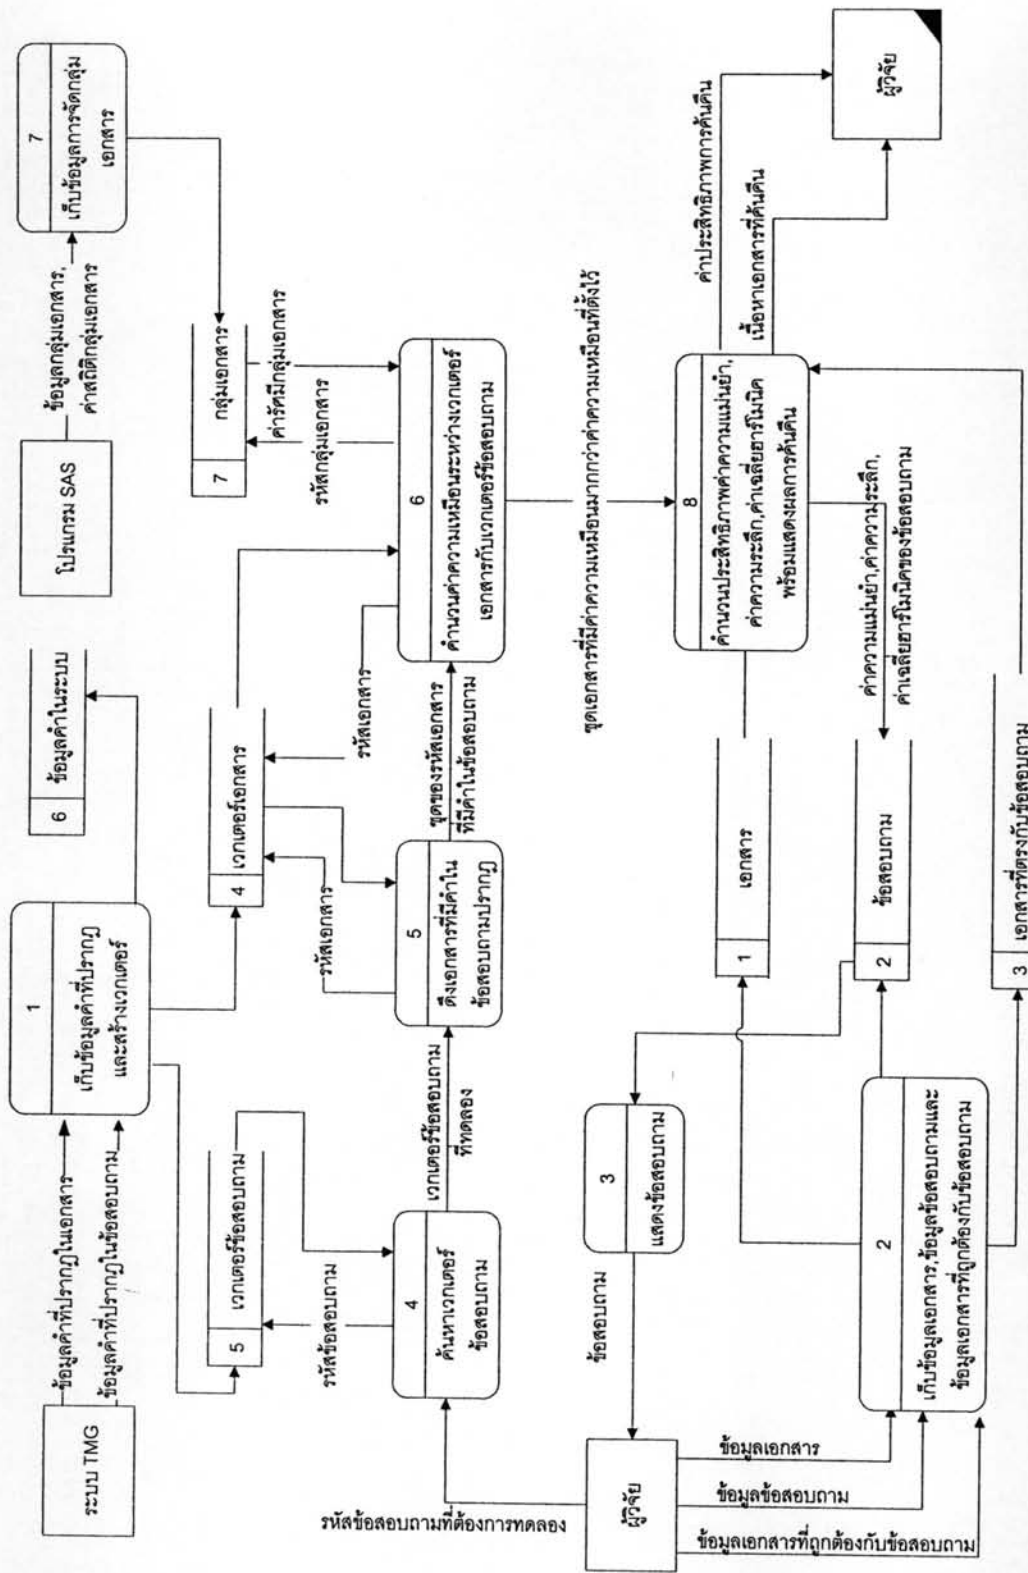 ระบบ TMG
ข้อมูลคำที่ปรากฏในเอกสาร
ข้อมูลคำที่ปรากฏในข้อสอบถาม
1
เก็บข้อมูลคำที่ปรากฏ
และสร้างเวกเตอร์
6
ข้อมูลคำในระบบ
โปรแกรม SAS
ข้อมูลกลุ่มเอกสาร,
ค่าสถิติกลุ่มเอกสาร
7
เก็บข้อมูลการจัดกลุ่ม
เอกสาร
5
เวกเตอร์ข้อสอบถาม
4
เวกเตอร์เอกสาร
7
กลุ่มเอกสาร
รหัสข้อสอบถาม
รหัสเอกสาร
รหัสเอกสาร
รหัสกลุ่มเอกสาร
ค่ารัศมีกลุ่มเอกสาร
4
ค้นหาเวกเตอร์
ข้อสอบถาม
เวกเตอร์ข้อสอบถาม
ที่ทดลอง
5
ดึงเอกสารที่มีคำใน
ข้อสอบถามปรากฏ
ชุดของรหัสเอกสาร
ที่มีคำในข้อสอบถาม
6
คำนวนค่าความเหมือนระหว่างเวกเตอร์
เอกสารกับเวกเตอร์ข้อสอบถาม
รหัสข้อสอบถามที่ต้องการทดลอง
ชุดเอกสารที่มีค่าความเหมือนมากกว่าค่าความเหมือนที่ตั้งไว้
ผู้วิจัย
ข้อสอบถาม
3
แสดงข้อสอบถาม
1
เอกสาร
8
คำนวนประสิทธิภาพค่าความแม่นยำ,
ค่าความระลึก,ค่าเฉลี่ยฮาร์โมนิค
พร้อมแสดงผลการค้นคืน
ค่าประสิทธิภาพการค้นคืน
เนื้อหาเอกสารที่ค้นคืน
ผู้วิจัย
ข้อมูลเอกสาร
ข้อมูลข้อสอบถาม
ข้อมูลเอกสารที่ถูกต้องกับข้อสอบถาม
2
เก็บข้อมูลเอกสาร,ข้อมูลข้อสอบถามและ
ข้อมูลเอกสารที่ถูกต้องกับข้อสอบถาม
2
ข้อสอบถาม
ค่าความแม่นยำ,ค่าความระลึก,
ค่าเฉลี่ยฮาร์โมนิคของข้อสอบถาม
3
เอกสารที่ตรงกับข้อสอบถาม